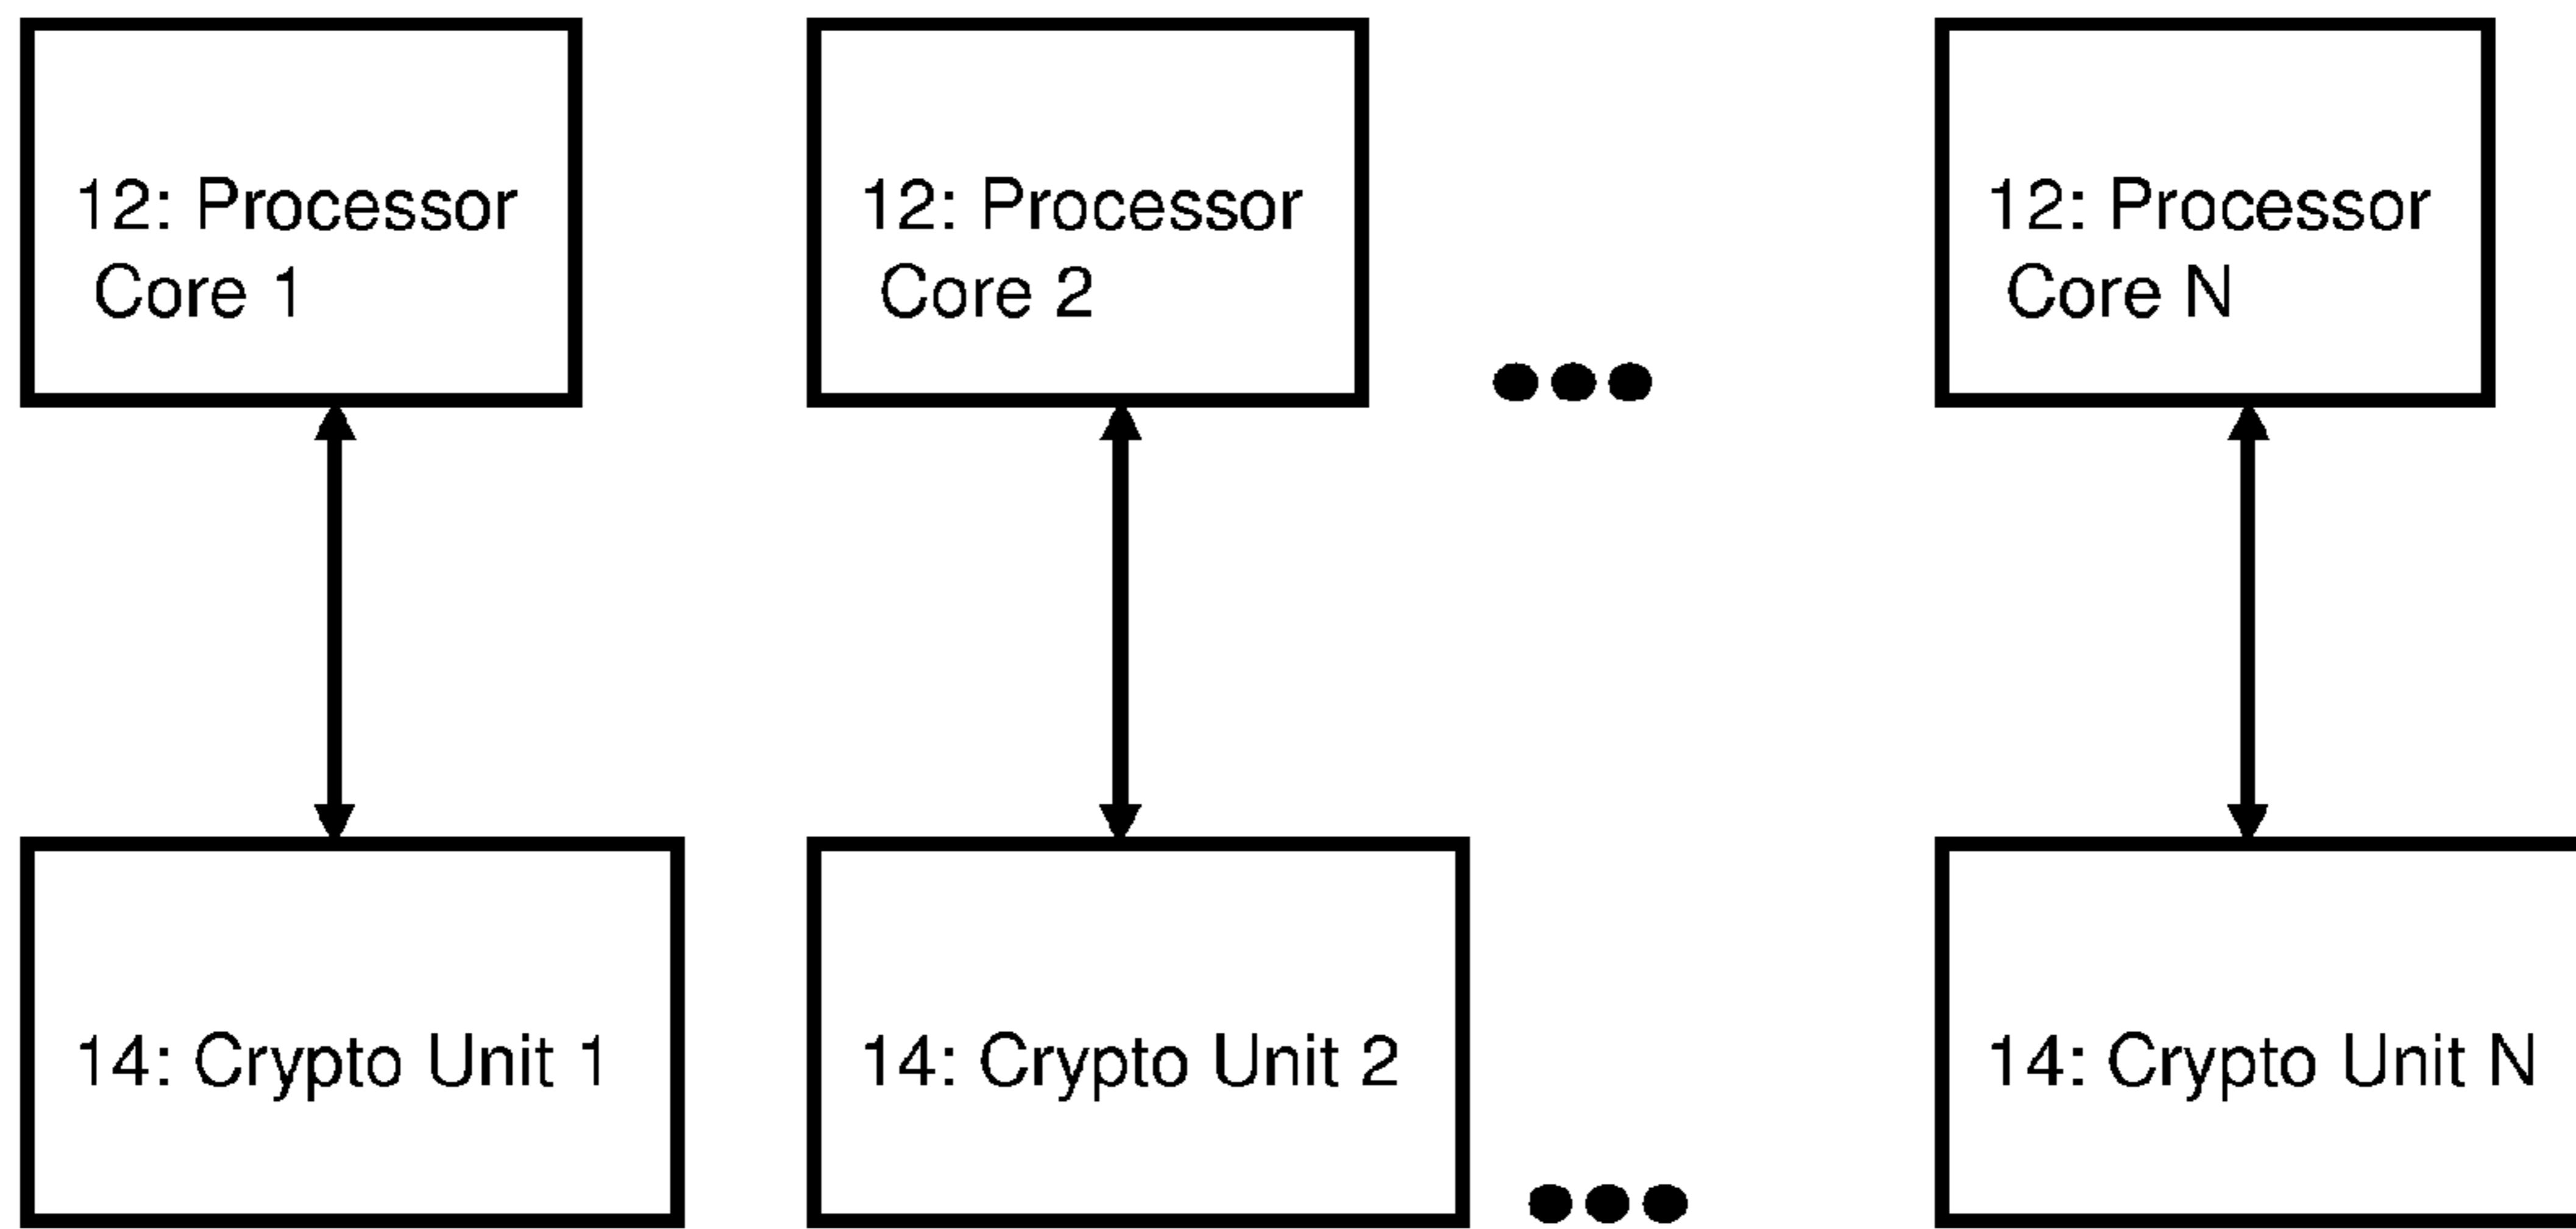 12: Processor
Core 1
12: Processor
Core 2
12: Processor
Core N
14: Crypto Unit 1
14: Crypto Unit 2
14: Crypto Unit N